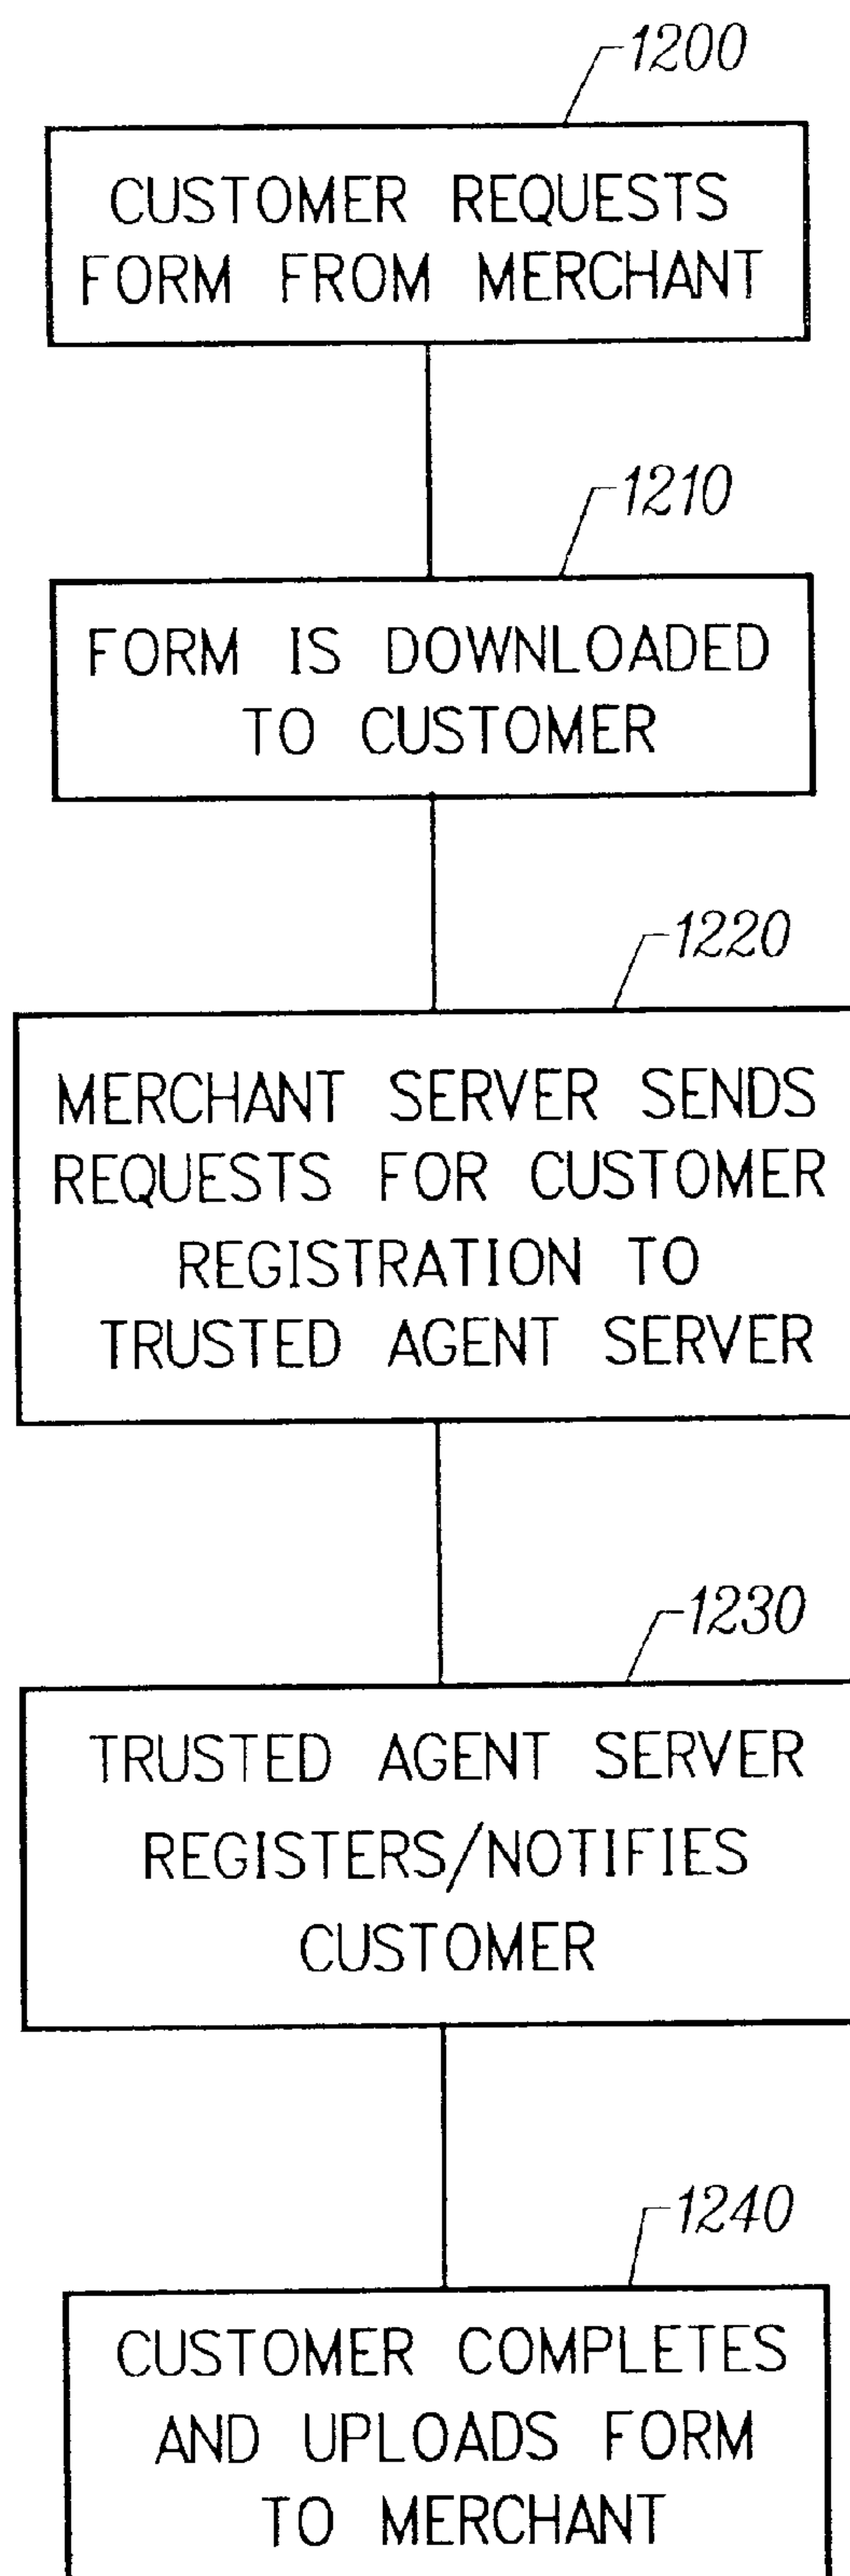 1200
CUSTOMER REQUESTS
FORM FROM MERCHANT
1210
FORM IS DOWNLOADED
TO CUSTOMER
1220
MERCHANT SERVER SENDS
REQUESTS FOR CUSTOMER
REGISTRATION TO
TRUSTED AGENT SERVER
1230
TRUSTED AGENT SERVER
REGISTERS/NOTIFIES
CUSTOMER
1240
CUSTOMER COMPLETES
AND UPLOADS FORM
TO MERCHANT